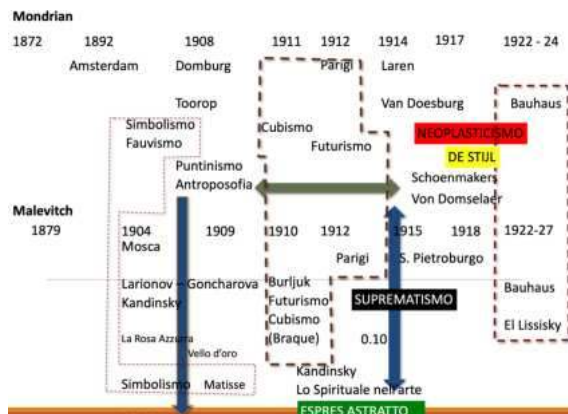 Mondrian
1872 1892 1908 1911 1912 1914 1917 1922 - 24
Amsterdam Domburg Parigi Laren
Toorop Van Doesburg Bauhaus
Simbolismo Cubismo NEOPLASTICISMO
Fauvismo Futurismo
DE STIJL
Puntinismo Schoenmakers
Antroposofia
Von Domselaer
Malevitch
1879 1904 1909 1910 1912 1915 1918 1922-27
Mosca
Parigi S. Pietroburgo
Larionov – Goncharova Burljuk Bauhaus
Kandinsky Futurismo SUPREMATISMO
Cubismo
La Rosa Azzurra (Braque) 0.10 El Lissisky
Vello d'oro
Kandinsky
Simbolismo Matisse Lo Spirituale nell'arte
ESPRES ASTRATTO